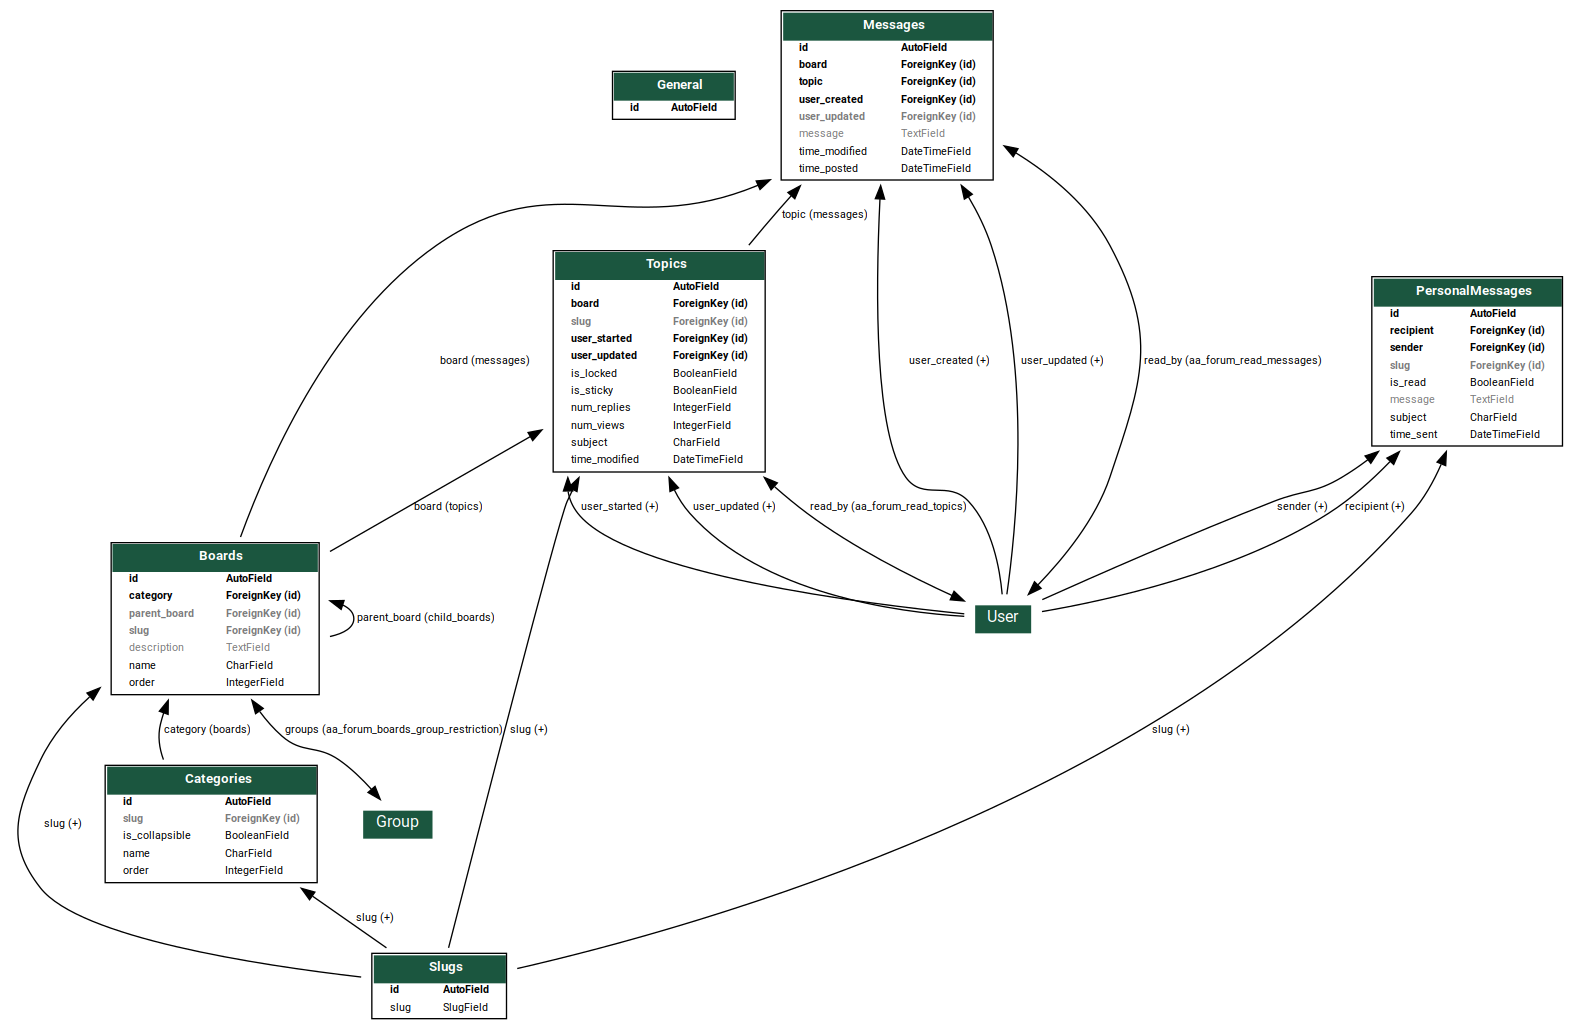 Messages
id AutoField
board ForeignKey (id)
topic ForeignKey (id)
user_created ForeignKey (id)
user_updated ForeignKey (id)
message TextField
time_modified DateTimeField
time_posted DateTimeField
General
id AutoField
topic (messages)
Topics
id AutoField
board ForeignKey (id)
slug ForeignKey (id)
user_started ForeignKey (id)
user_updated ForeignKey (id)
is_locked BooleanField
is_sticky BooleanField
num_replies IntegerField
num_views IntegerField
subject CharField
time_modified DateTimeField
PersonalMessages
id AutoField
recipient ForeignKey (id)
sender ForeignKey (id)
slug ForeignKey (id)
is_read BooleanField
message TextField
subject CharField
time_sent DateTimeField
board (messages)
user_created (+)
user_updated (+)
read_by (aa_forum_read_messages)
board (topics)
user_started (+)
user_updated (+)
read_by (aa_forum_read_topics)
sender (+)
recipient (+)
Boards
id AutoField
category ForeignKey (id)
parent_board ForeignKey (id)
slug ForeignKey (id)
description TextField
name CharField
order IntegerField
parent_board (child_boards)
User
category (boards)
groups (aa_forum_boards_group_restriction)
slug (+)
slug (+)
Categories
id AutoField
slug ForeignKey (id)
is_collapsible BooleanField
name CharField
order IntegerField
Group
slug (+)
slug (+)
Slugs
id AutoField
slug SlugField